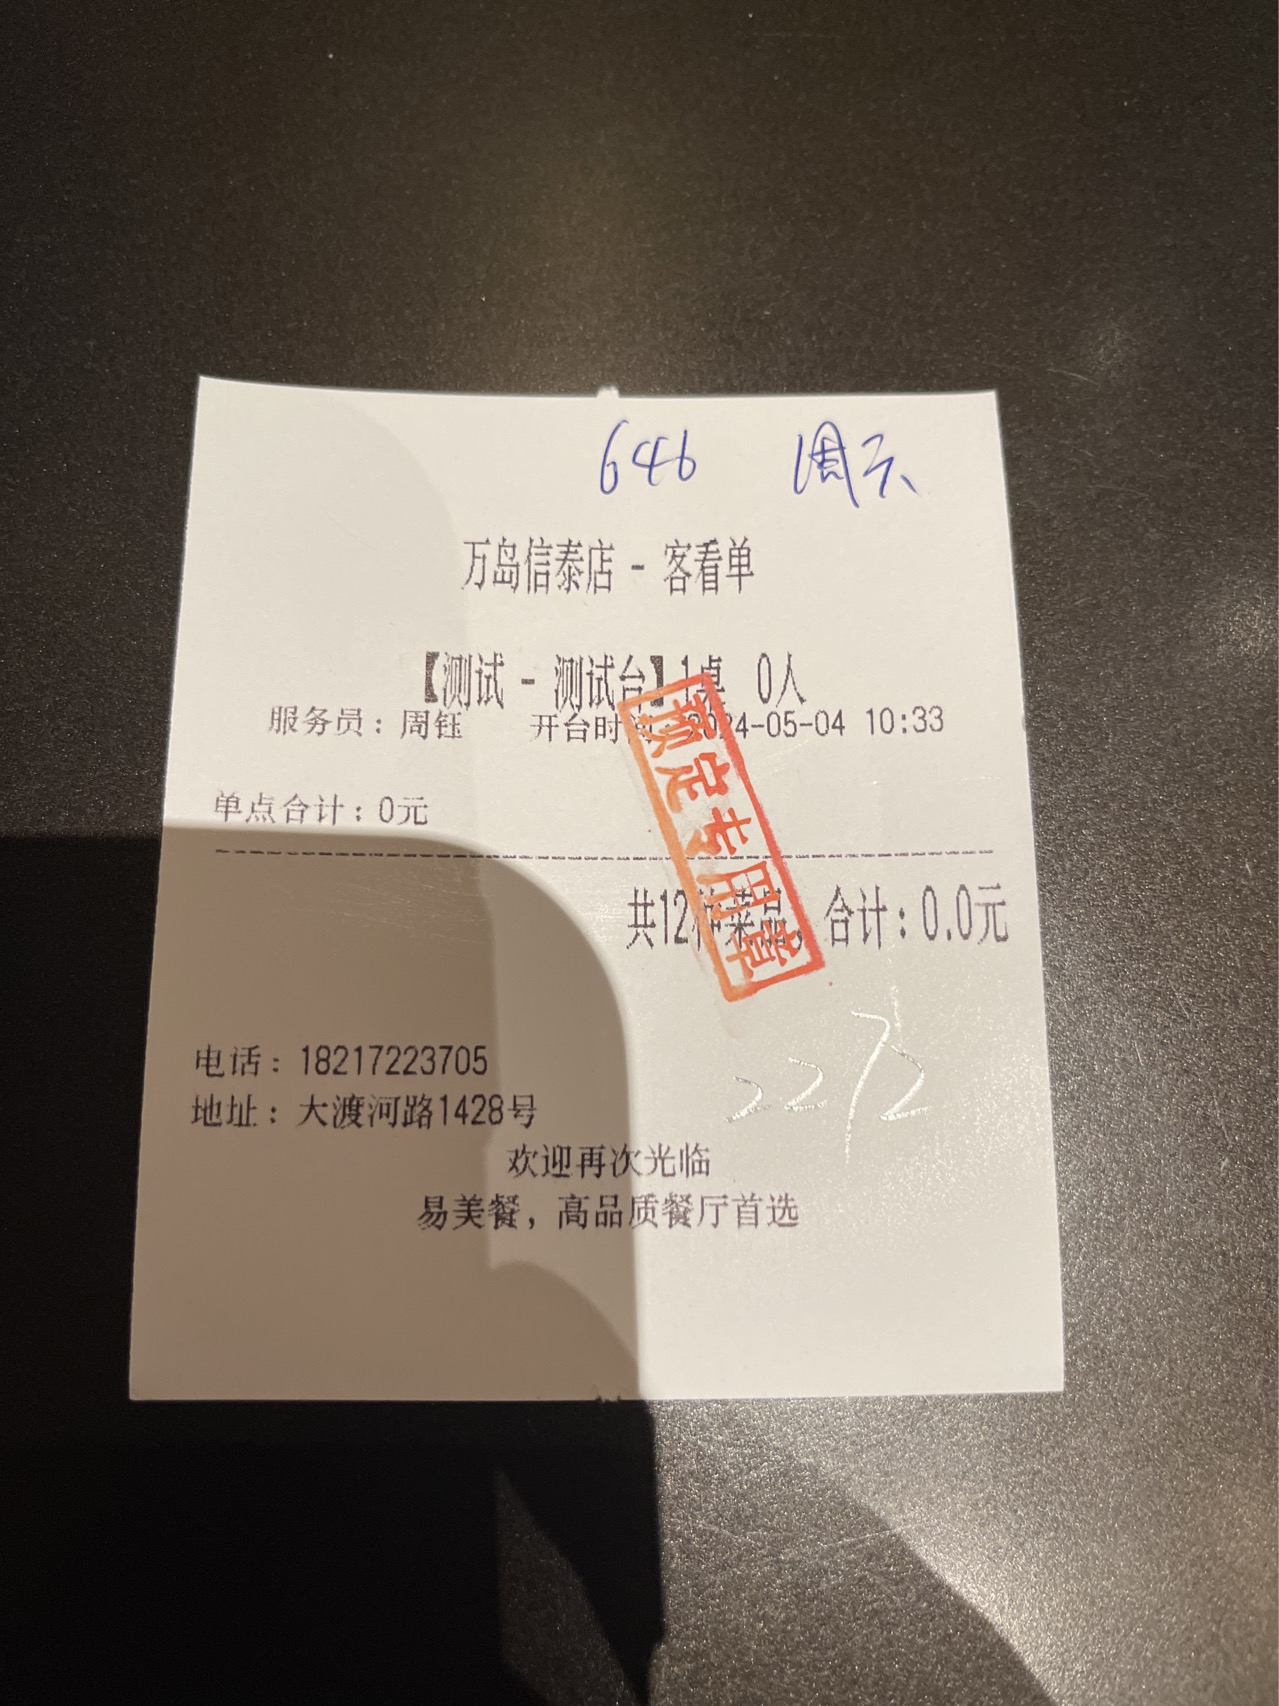 646 周六
万岛信泰店 - 客看单
【测试 - 测试台】1桌 0人
服务员：周钰 开台时间：2024-05-04 10:33
单点合计：0元
共12种菜品，合计：0.0元
预定专用章
电话：18217223705
地址：大渡河路1428号
欢迎再次光临
易美餐，高品质餐厅首选